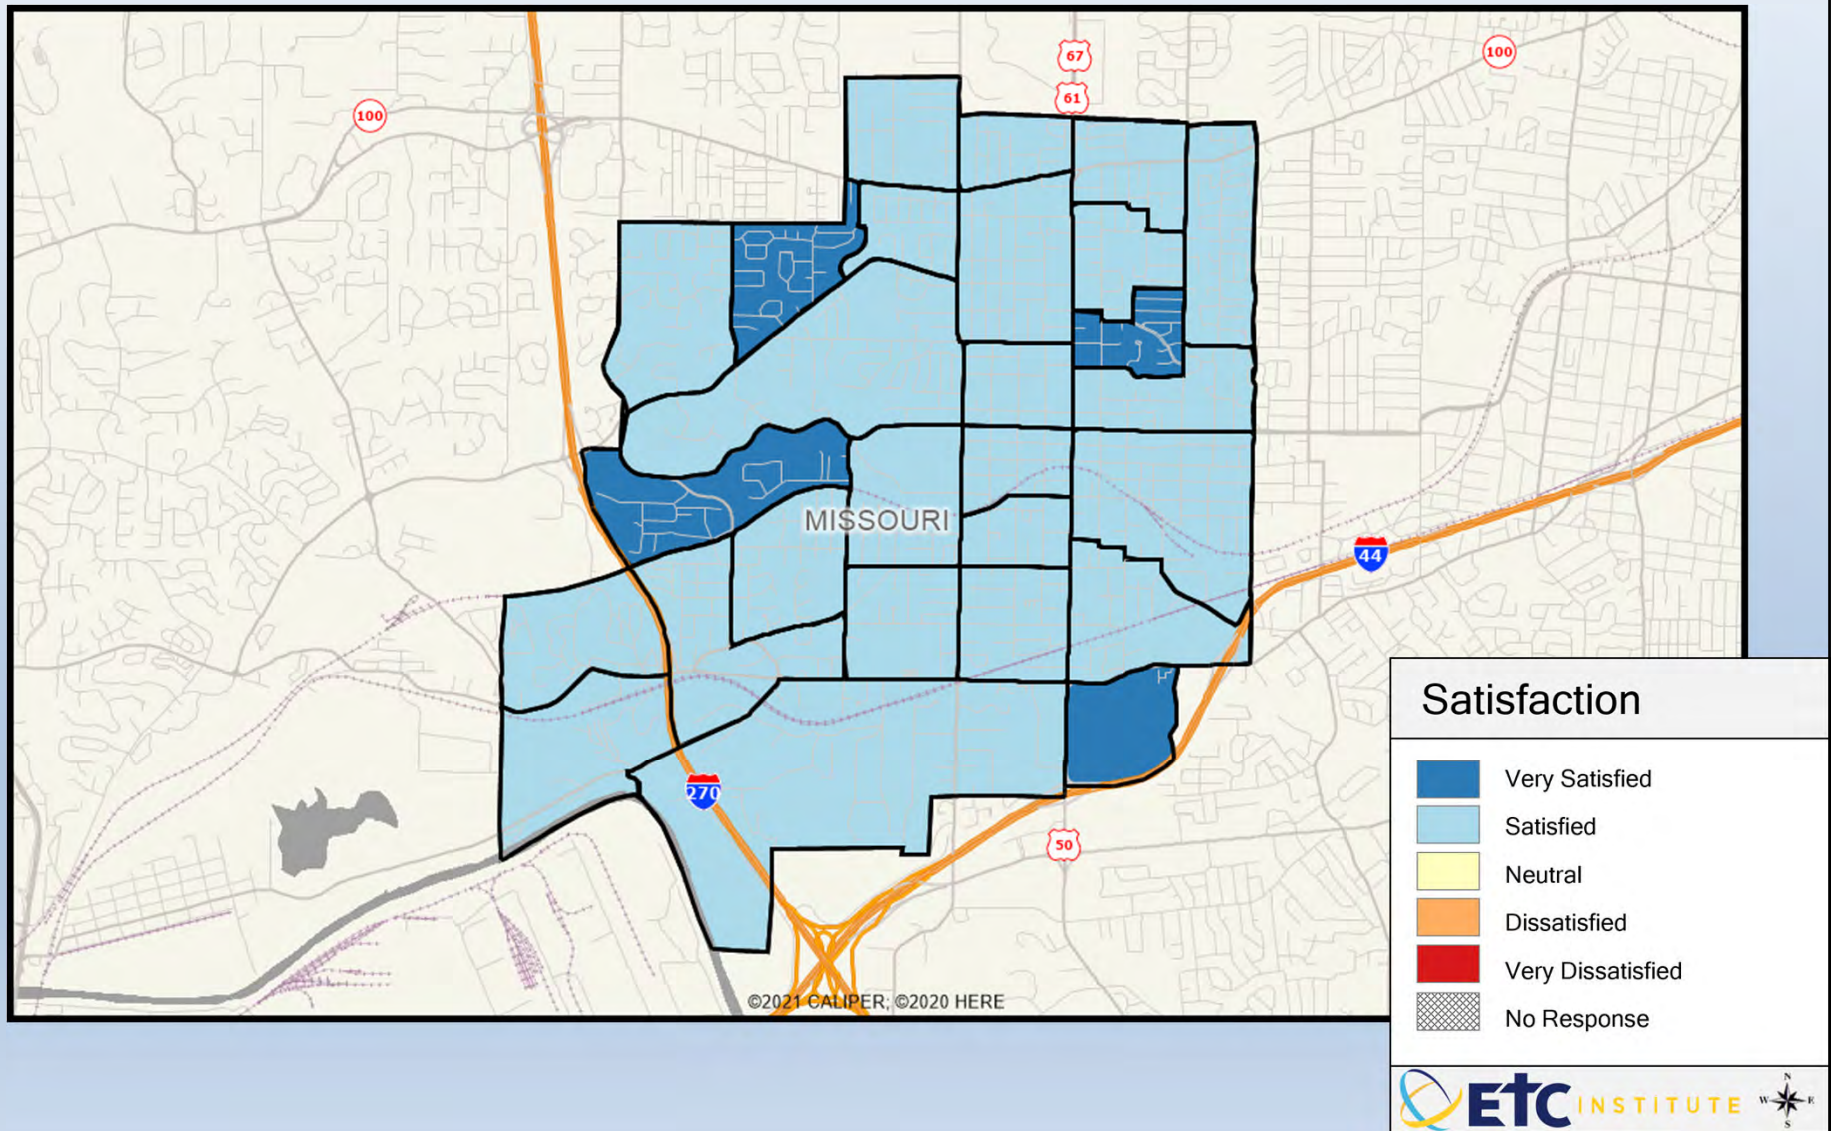 67
100
61
100
MISSOURI
44
270
50
©2021 CALIPER; ©2020 HERE
Satisfaction
Very Satisfied
Satisfied
Neutral
Dissatisfied
Very Dissatisfied
No Response
ETC INSTITUTE
N
W E
S